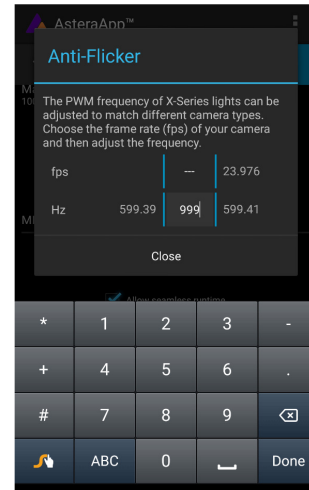 AsteraApp™
Anti-Flicker
The PWM frequency of X-Series lights can be
adjusted to match different camera types.
Choose the frame rate (fps) of your camera
and then adjust the frequency.
fps --- 23.976
Hz 599.39 999 599.41
Close
Allow seamless runtime
* 1 2 3 -
+ 4 5 6 .
# 7 8 9
ABC 0 Done